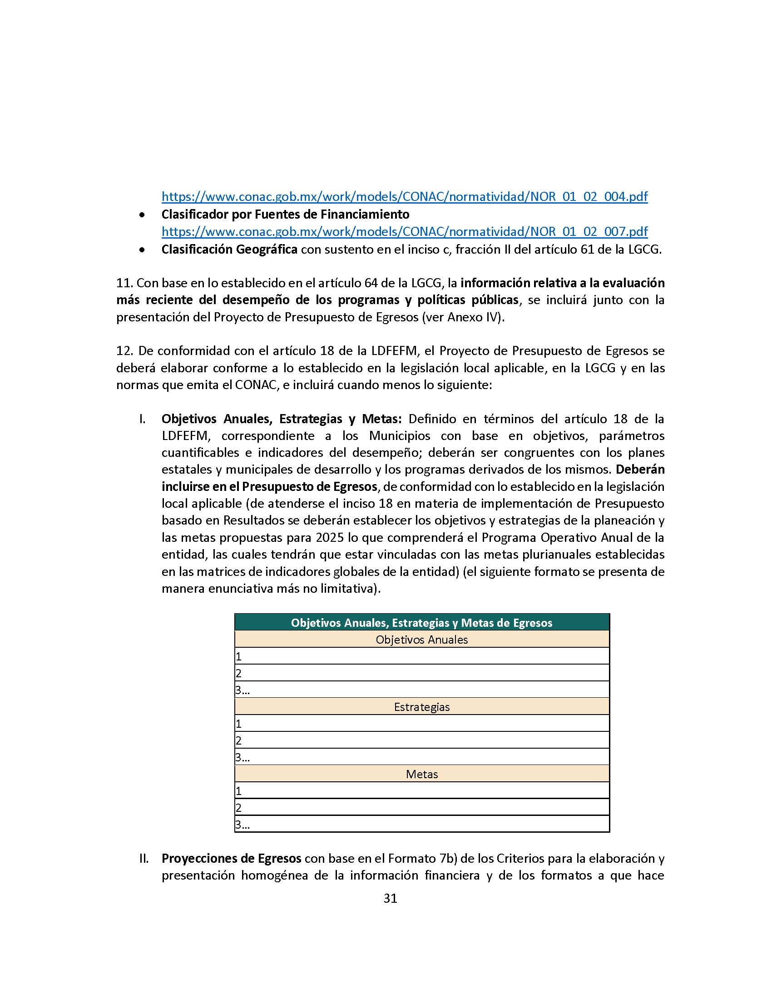 https://www.conac.gob.mx/work/models/CONAC/normatividad/NOR_01_02_004.pdf
• Clasificador por Fuentes de Financiamiento
https://www.conac.gob.mx/work/models/CONAC/normatividad/NOR_01_02_007.pdf
• Clasificación Geográfica con sustento en el inciso c, fracción II del artículo 61 de la LGCG.
11. Con base en lo establecido en el artículo 64 de la LGCG, la información relativa a la evaluación
más reciente del desempeño de los programas y políticas públicas, se incluirá junto con la
presentación del Proyecto de Presupuesto de Egresos (ver Anexo IV).
12. De conformidad con el artículo 18 de la LDFEFM, el Proyecto de Presupuesto de Egresos se
deberá elaborar conforme a lo establecido en la legislación local aplicable, en la LGCG y en las
normas que emita el CONAC, e incluirá cuando menos lo siguiente:
I. Objetivos Anuales, Estrategias y Metas: Definido en términos del artículo 18 de la
LDFEFM, correspondiente a los Municipios con base en objetivos, parámetros
cuantificables e indicadores del desempeño; deberán ser congruentes con los planes
estatales y municipales de desarrollo y los programas derivados de los mismos. Deberán
incluirse en el Presupuesto de Egresos, de conformidad con lo establecido en la legislación
local aplicable (de atenderse el inciso 18 en materia de implementación de Presupuesto
basado en Resultados se deberán establecer los objetivos y estrategias de la planeación y
las metas propuestas para 2025 lo que comprenderá el Programa Operativo Anual de la
entidad, las cuales tendrán que estar vinculadas con las metas plurianuales establecidas
en las matrices de indicadores globales de la entidad) (el siguiente formato se presenta de
manera enunciativa más no limitativa).
Objetivos Anuales, Estrategias y Metas de Egresos
Objetivos Anuales
1
2
3...
Estrategias
1
2
3...
Metas
1
2
3...
II. Proyecciones de Egresos con base en el Formato 7b) de los Criterios para la elaboración y
presentación homogénea de la información financiera y de los formatos a que hace
31